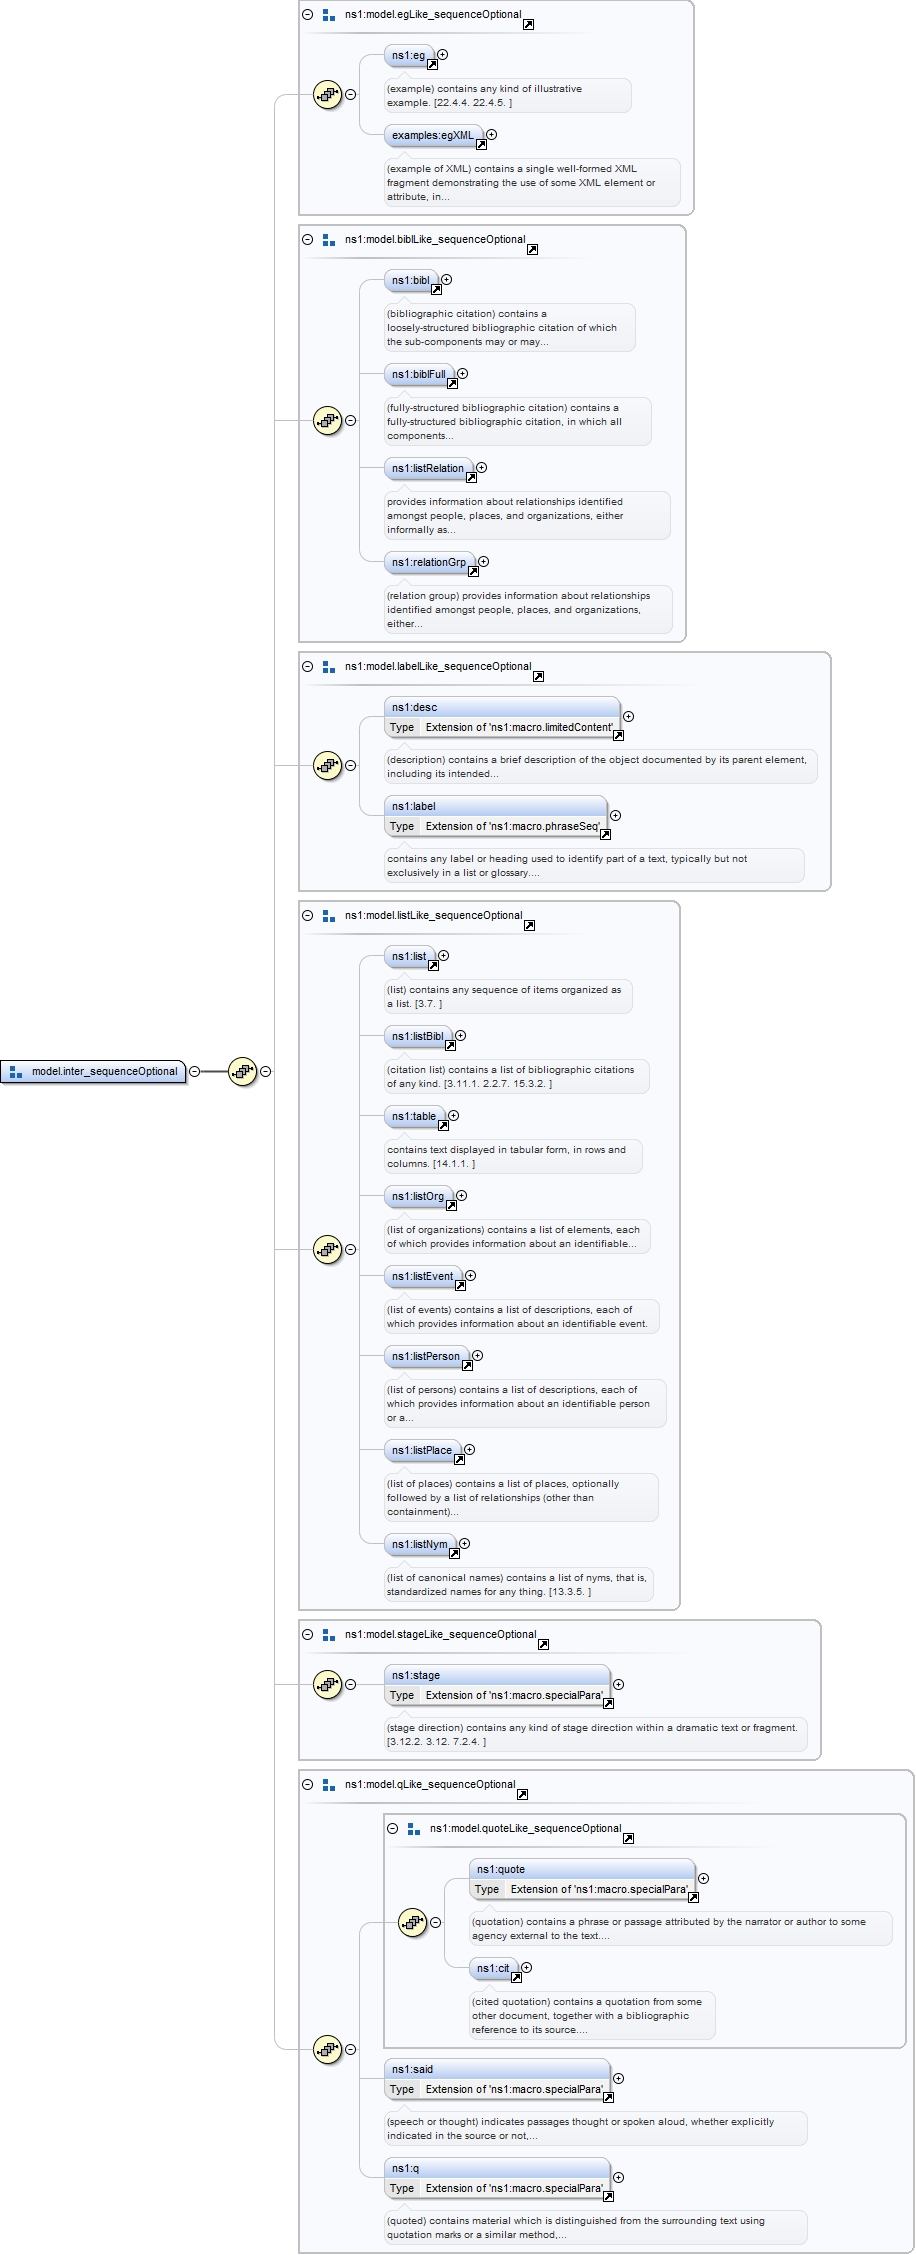 ns1:model.egLike_sequenceOptional
ns1:eg
(example) contains any kind of illustrative
example. [22.4.4. 22.4.5. ]
examples:egXML
(example of XML) contains a single well-formed XML
fragment demonstrating the use of some XML element or
attribute, in...
ns1:model.biblLike_sequenceOptional
ns1:bibl
(bibliographic citation) contains a
loosely-structured bibliographic citation of which
the sub-components may or may...
ns1:biblFull
(fully-structured bibliographic citation) contains a
fully-structured bibliographic citation, in which all
components...
ns1:listRelation
provides information about relationships identified
amongst people, places, and organizations, either
informally as...
ns1:relationGrp
(relation group) provides information about relationships
identified amongst people, places, and organizations,
either...
ns1:model.labelLike_sequenceOptional
ns1:desc
Type Extension of 'ns1:macro.limitedContent'
(description) contains a brief description of the object documented by its parent element,
including its intended...
ns1:label
Type Extension of 'ns1:macro.phraseSeq'
contains any label or heading used to identify part of a text, typically but not
exclusively in a list or glossary....
ns1:model.listLike_sequenceOptional
ns1:list
(list) contains any sequence of items organized as
a list. [3.7. ]
ns1:listBibl
(citation list) contains a list of bibliographic citations
of any kind. [3.11.1. 2.2.7. 15.3.2. ]
model.inter_sequenceOptional
ns1:table
contains text displayed in tabular form, in rows and
columns. [14.1.1. ]
ns1:listOrg
(list of organizations) contains a list of elements, each
of which provides information about an identifiable...
ns1:listEvent
(list of events) contains a list of descriptions, each of
which provides information about an identifiable event.
ns1:listPerson
(list of persons) contains a list of descriptions, each of
which provides information about an identifiable person
or a...
ns1:listPlace
(list of places) contains a list of places, optionally
followed by a list of relationships (other than
containment)...
ns1:listNym
(list of canonical names) contains a list of nyms, that is,
standardized names for any thing. [13.3.5. ]
ns1:model.stageLike_sequenceOptional
ns1:stage
Type Extension of 'ns1:macro.specialPara'
(stage direction) contains any kind of stage direction within a dramatic text or fragment.
[3.12.2. 3.12. 7.2.4. ]
ns1:model.qLike_sequenceOptional
ns1:model.quoteLike_sequenceOptional
ns1:quote
Type Extension of 'ns1:macro.specialPara'
(quotation) contains a phrase or passage attributed by the narrator or author to some
agency external to the text....
ns1:cit
(cited quotation) contains a quotation from some
other document, together with a bibliographic
reference to its source....
ns1:said
Type Extension of 'ns1:macro.specialPara'
(speech or thought) indicates passages thought or spoken aloud, whether explicitly
indicated in the source or not,...
ns1:q
Type Extension of 'ns1:macro.specialPara'
(quoted) contains material which is distinguished from the surrounding text using
quotation marks or a similar method,...